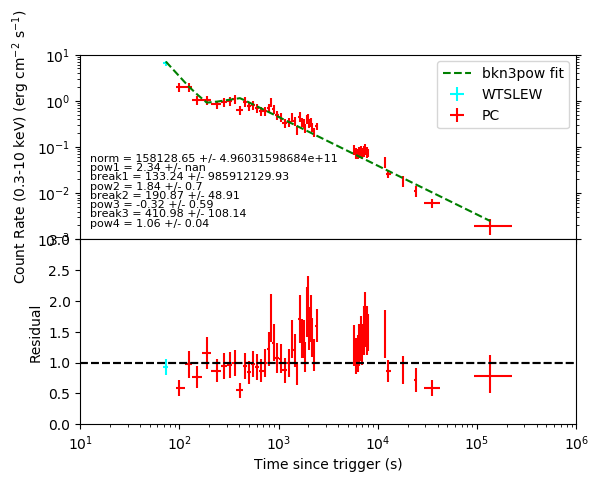 Count Rate (0.3-10 keV) (erg cm⁻² s⁻¹)
10¹
10⁰
10⁻¹
10⁻²
10⁻³
bkn3pow fit
WTSLEW
PC
norm = 158128.65 +/- 4.96031598684e+11
pow1 = 2.34 +/- nan
break1 = 133.24 +/- 985912129.93
pow2 = 1.84 +/- 0.7
break2 = 190.87 +/- 48.91
pow3 = -0.32 +/- 0.59
break3 = 410.98 +/- 108.14
pow4 = 1.06 +/- 0.04
Residual
3.0
2.5
2.0
1.5
1.0
0.5
0.0
10¹ 10² 10³ 10⁴ 10⁵ 10⁶
Time since trigger (s)